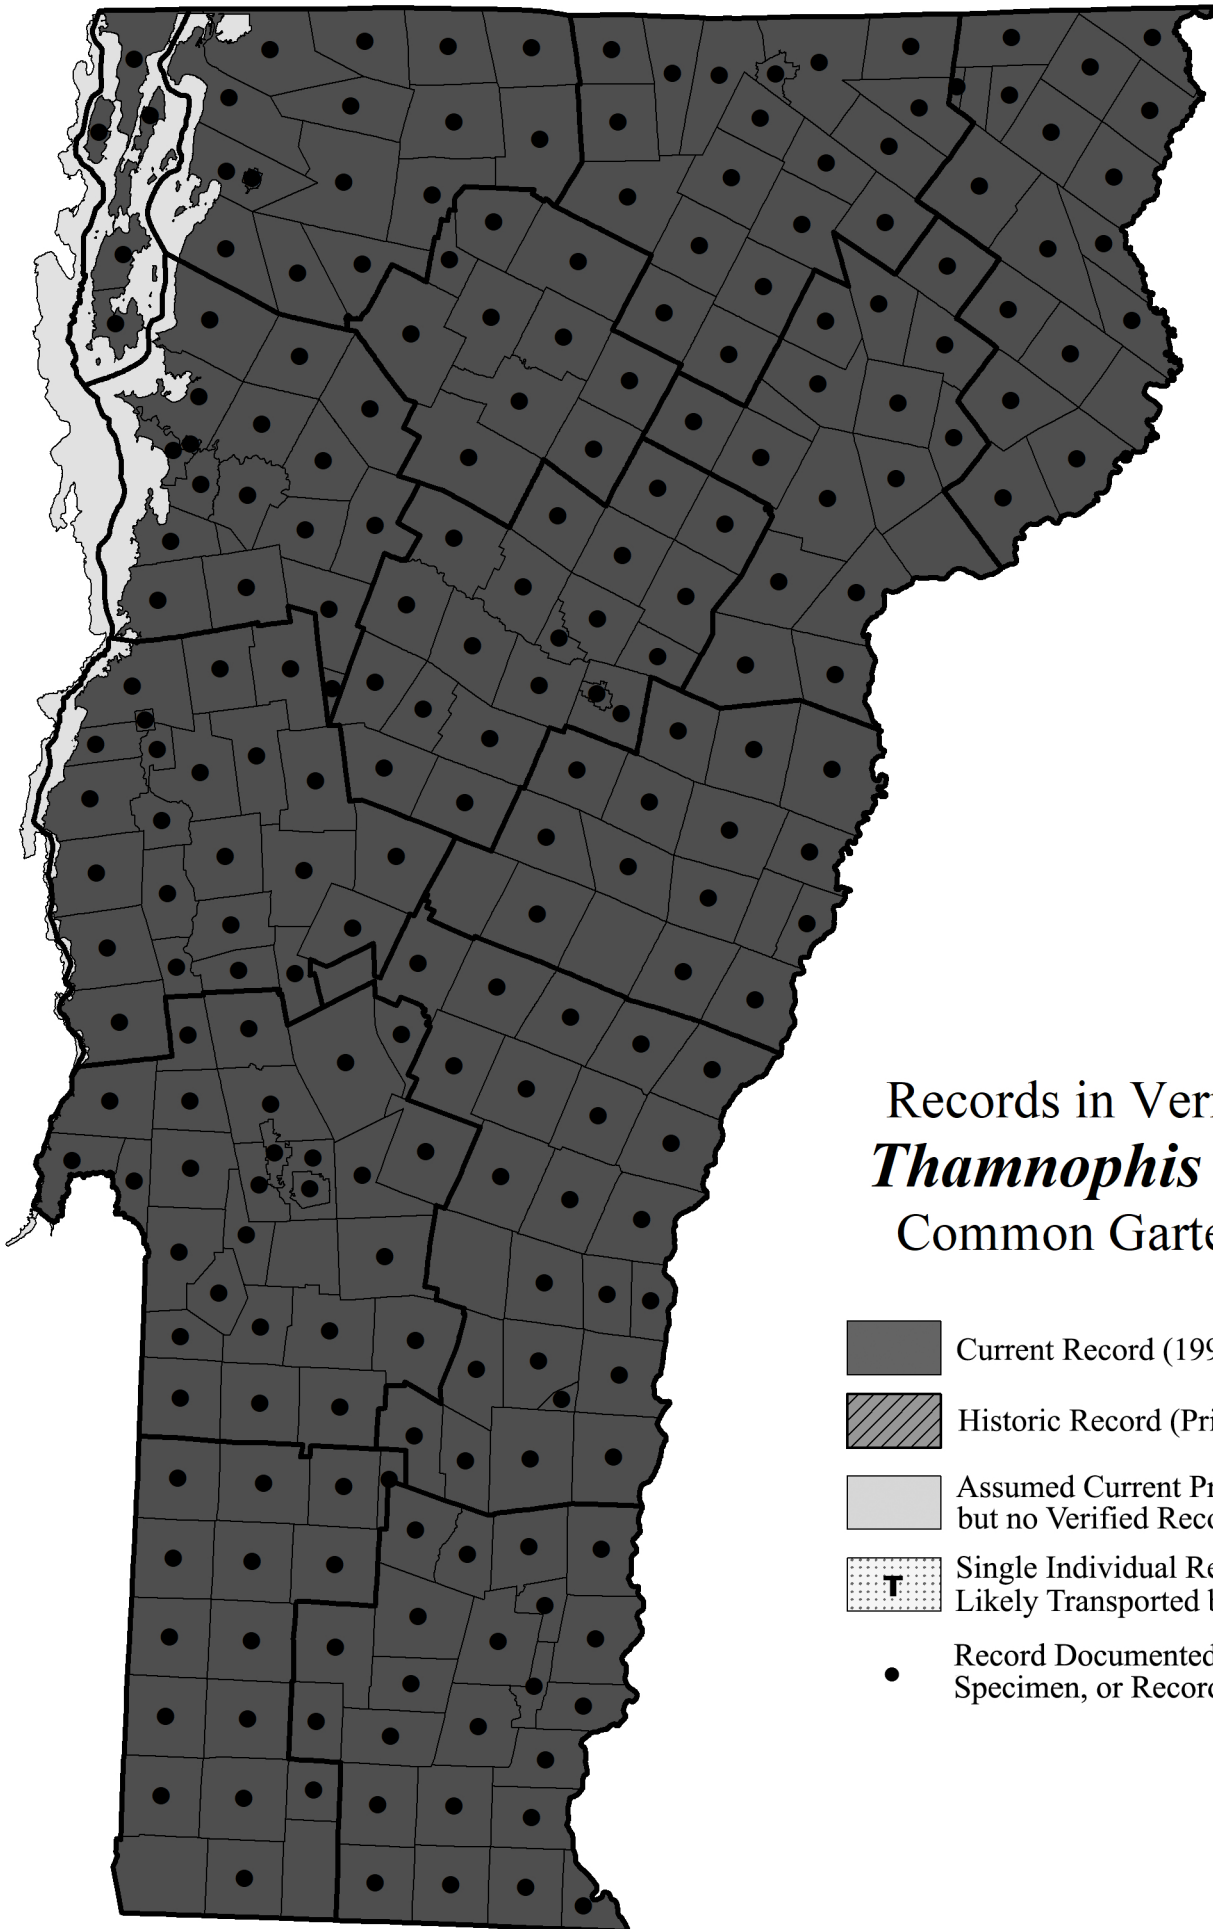 Records in Ver
Thamnophis
Common Garte
Current Record (199
Historic Record (Pri
Assumed Current Pr
but no Verified Reco
T
Single Individual Re
Likely Transported b
Record Documented
Specimen, or Record